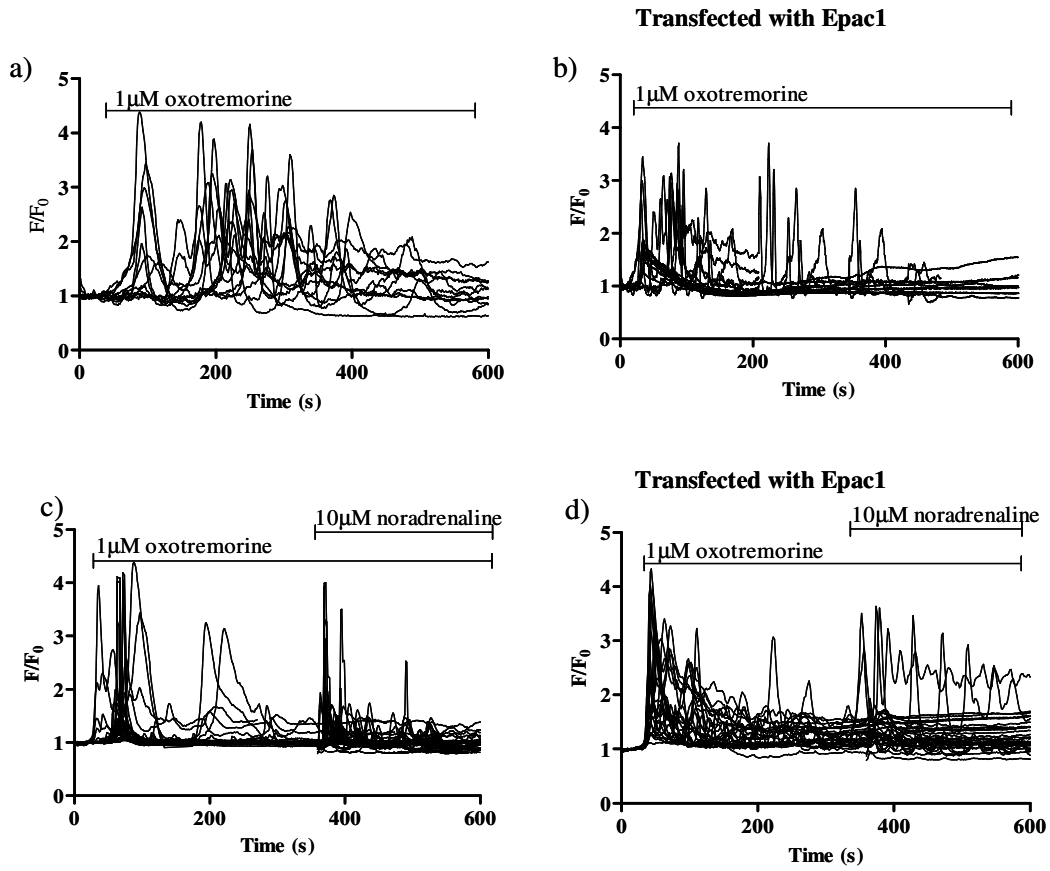 Transfected with Epac1
a)
1µM oxotremorine
5
4
3
2
1
0
F/F0
0 200 400 600
Time (s)
b)
1µM oxotremorine
5
4
3
2
1
0
F/F0
0 200 400 600
Time (s)
c)
10µM noradrenaline
1µM oxotremorine
5
4
3
2
1
0
F/F0
0 200 400 600
Time (s)
Transfected with Epac1
d)
10µM noradrenaline
1µM oxotremorine
5
4
3
2
1
0
F/F0
0 200 400 600
Time (s)